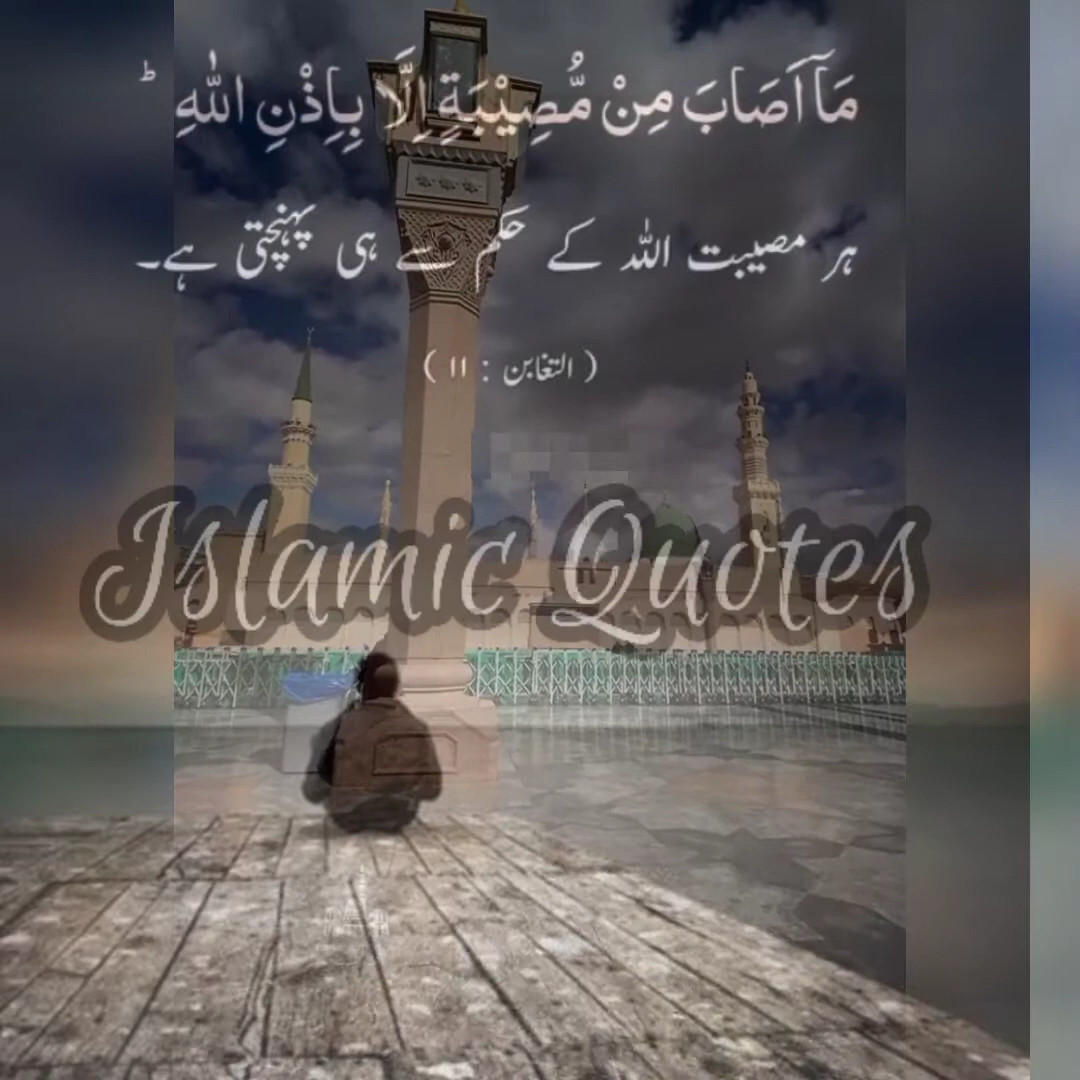 مَآ اَصَابَ مِنْ مُّصِیْبَةٍ اِلَّا بِاِذْنِ اللّٰهِ ؕ
ہر مصیبت اللہ کے حکم سے ہی پہنچتی ہے۔
( التغابن : ۱۱ )
Islamic Quotes